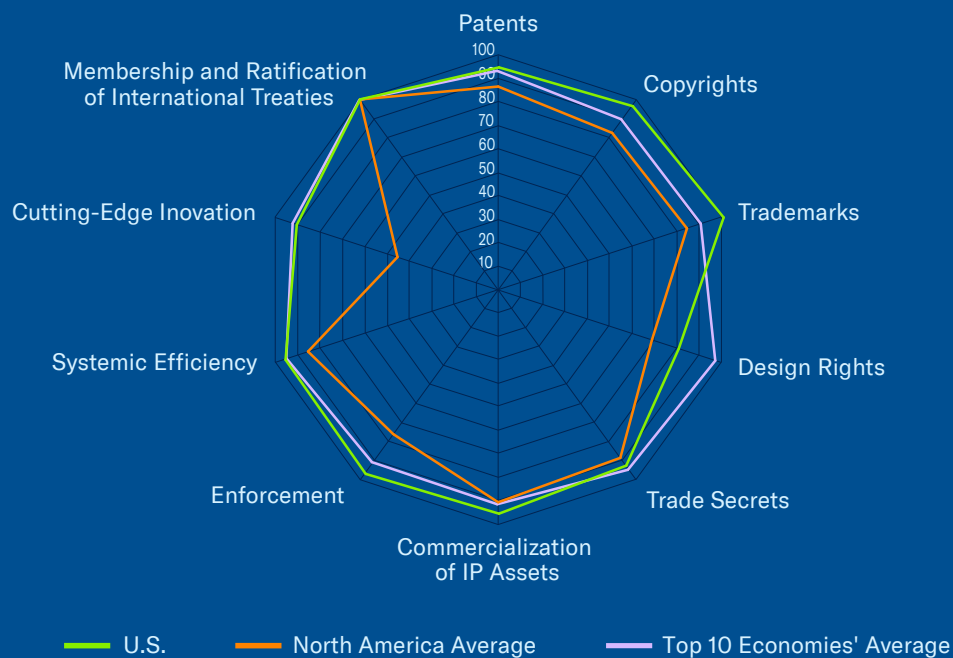 Patents
100
90
80
70
60
50
40
30
20
10
Copyrights
Trademarks
Design Rights
Trade Secrets
Commercialization
of IP Assets
Enforcement
Systemic Efficiency
Cutting-Edge Inovation
Membership and Ratification
of International Treaties
U.S.
North America Average
Top 10 Economies' Average